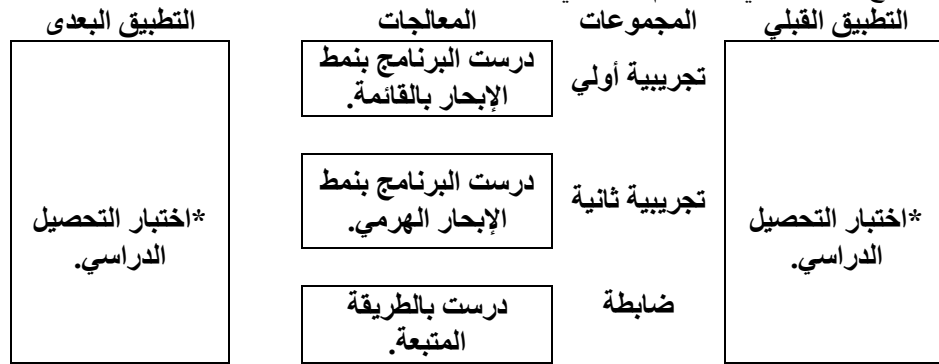 التطبيق القبلي المجموعات المعالجات التطبيق البعدى
*اختبار التحصيل
الدراسي.
تجريبية أولي
درست البرنامج بنمط
الإبحار بالقائمة.
تجريبية ثانية
درست البرنامج بنمط
الإبحار الهرمي.
ضابطة
درست بالطريقة
المتبعة.
*اختبار التحصيل
الدراسي.